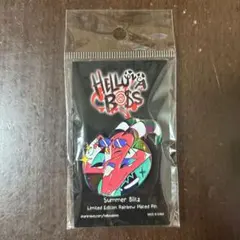 HELLUVA
BOSS
Summer Blitz
Limited Edition Rainbow Plated Pin